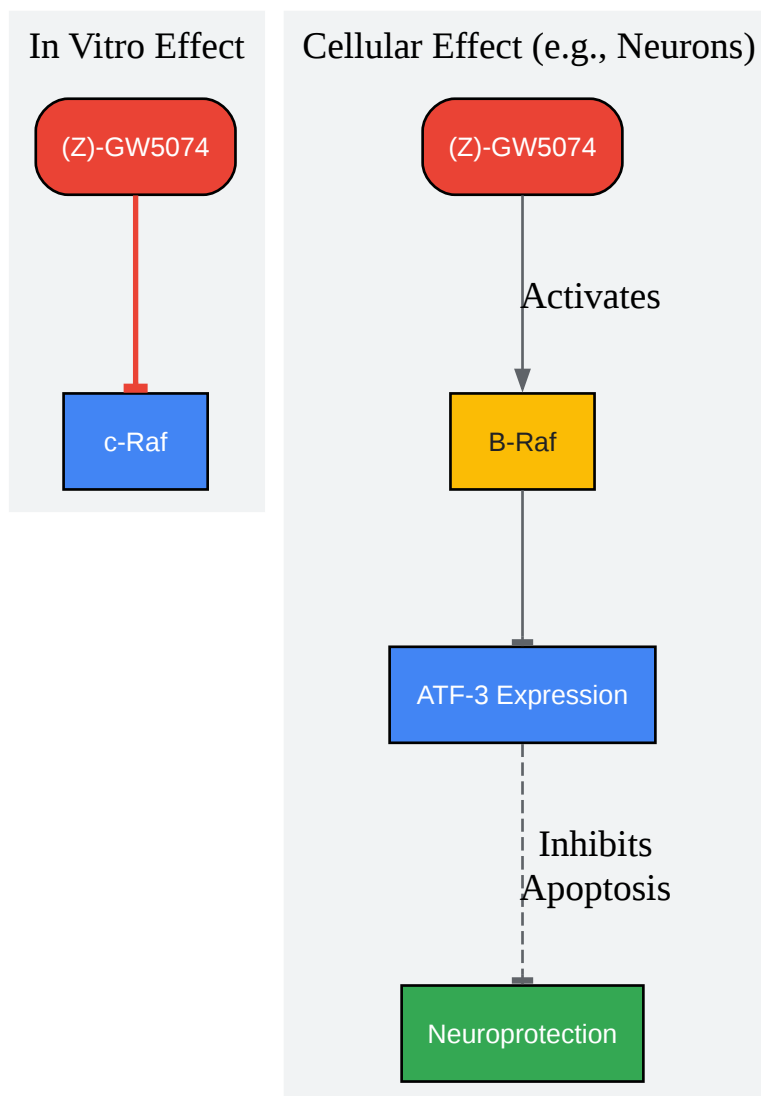 In Vitro Effect
(Z)-GW5074
c-Raf
Cellular Effect (e.g., Neurons)
(Z)-GW5074
Activates
B-Raf
ATF-3 Expression
Inhibits
Apoptosis
Neuroprotection